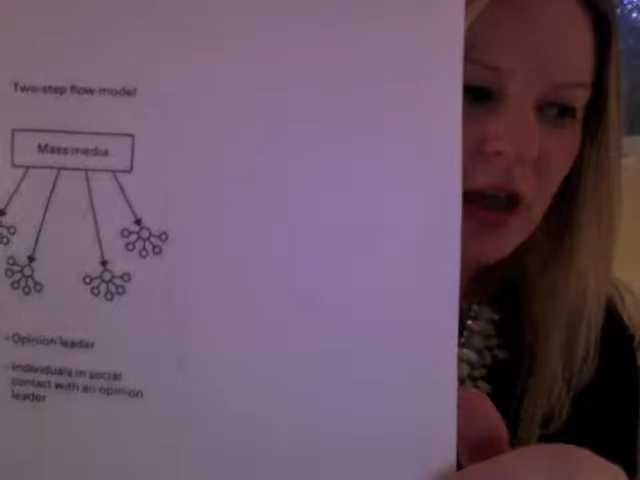 Two-step flow model
Mass media
Opinion leader
Individuals in social
contact with an opinion
leader